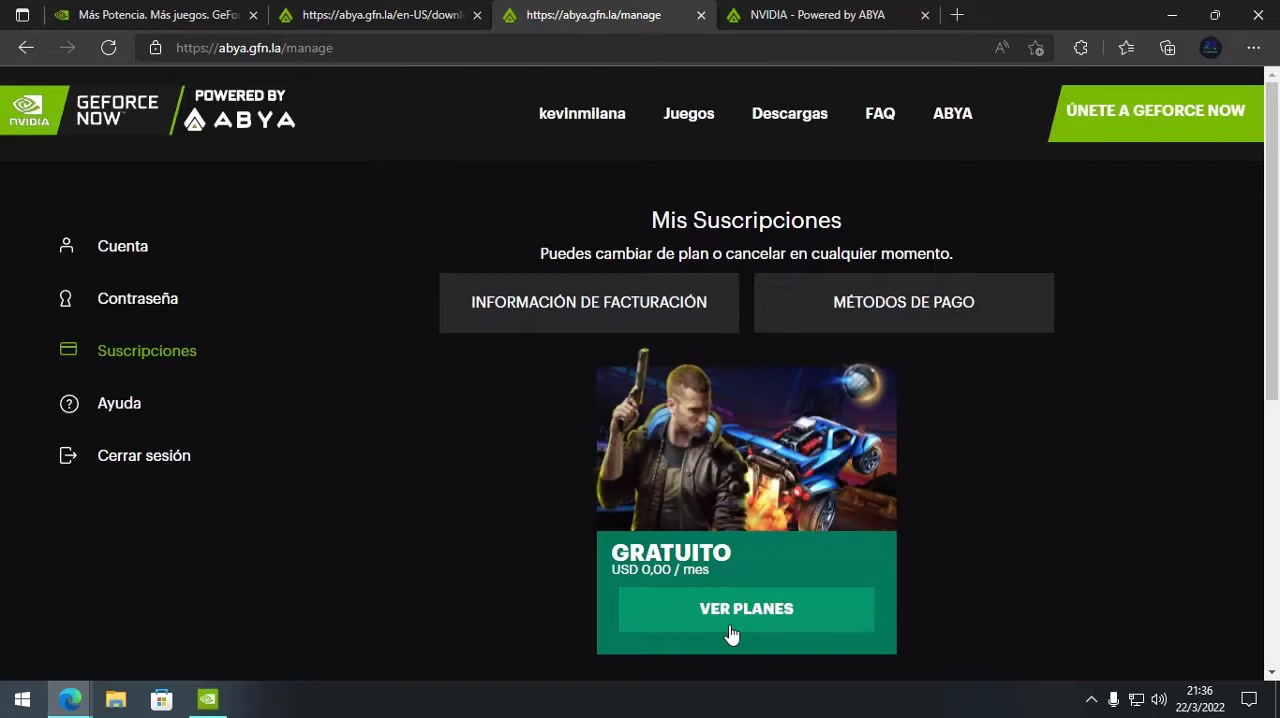 Más Potencia. Más juegos. GeFo
https://abya.gfn.la/en-US/downl
https://abya.gfn.la/manage
NVIDIA - Powered by ABYA
https://abya.gfn.la/manage
NVIDIA
GEFORCE
NOW
POWERED BY
ABYA
kevinmilana
Juegos
Descargas
FAQ
ABYA
ÚNETE A GEFORCE NOW
Cuenta
Contraseña
Suscripciones
Ayuda
Cerrar sesión
Mis Suscripciones
Puedes cambiar de plan o cancelar en cualquier momento.
INFORMACIÓN DE FACTURACIÓN
MÉTODOS DE PAGO
GRATUITO
USD 0,00 / mes
VER PLANES
21:36
22/3/2022